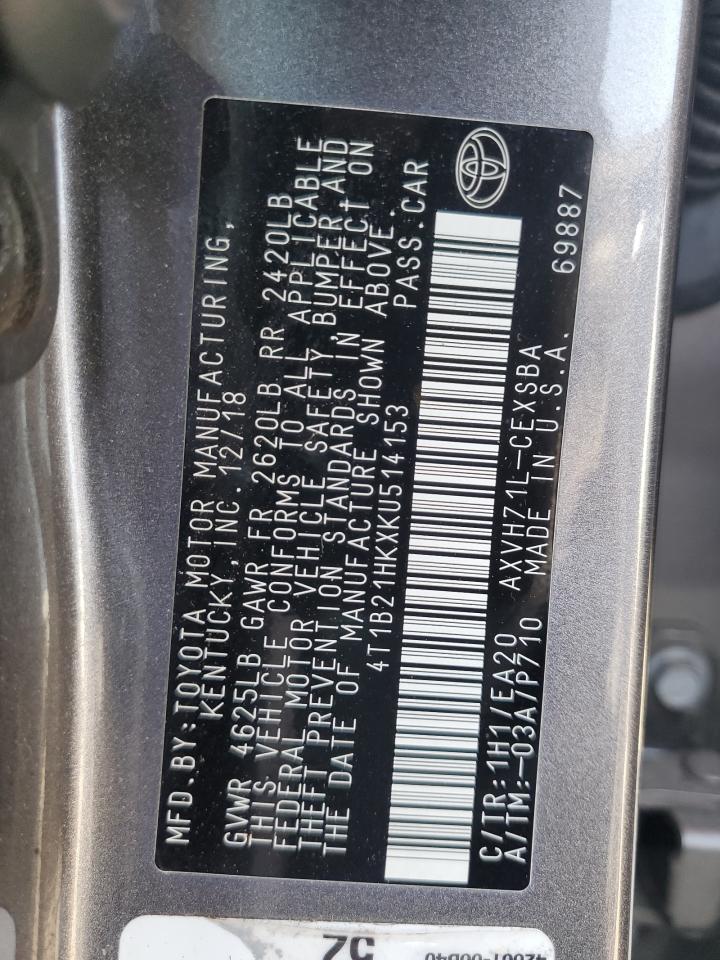 MFD.BY:TOYOTA MOTOR MANUFACTURING,
KENTUCKY,INC.12/18
GVWR 4625LB GAWR FR 2620LB RR 2420LB
THIS VEHICLE CONFORMS TO ALL APPLICABLE
FEDERAL MOTOR VEHICLE SAFETY,BUMPER AND
THEFT PREVENTION STANDARDS IN EFFECT ON
THE DATE OF MANUFACTURE SHOWN ABOVE.
4T1B21HKXKU514153 PASS.CAR
C/TR:1H1/EA20 AXVH71L-CEXSBA
A/TM:-03A/P710 MADE IN U.S.A. 69887
52